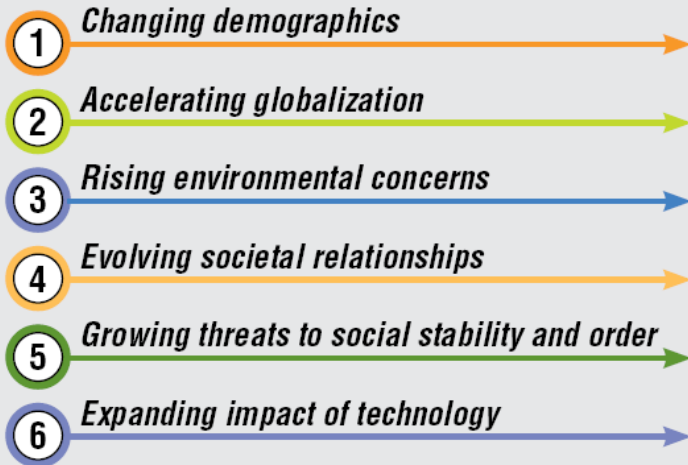 Changing demographics
1
Accelerating globalization
2
Rising environmental concerns
3
Evolving societal relationships
4
Growing threats to social stability and order
5
Expanding impact of technology
6